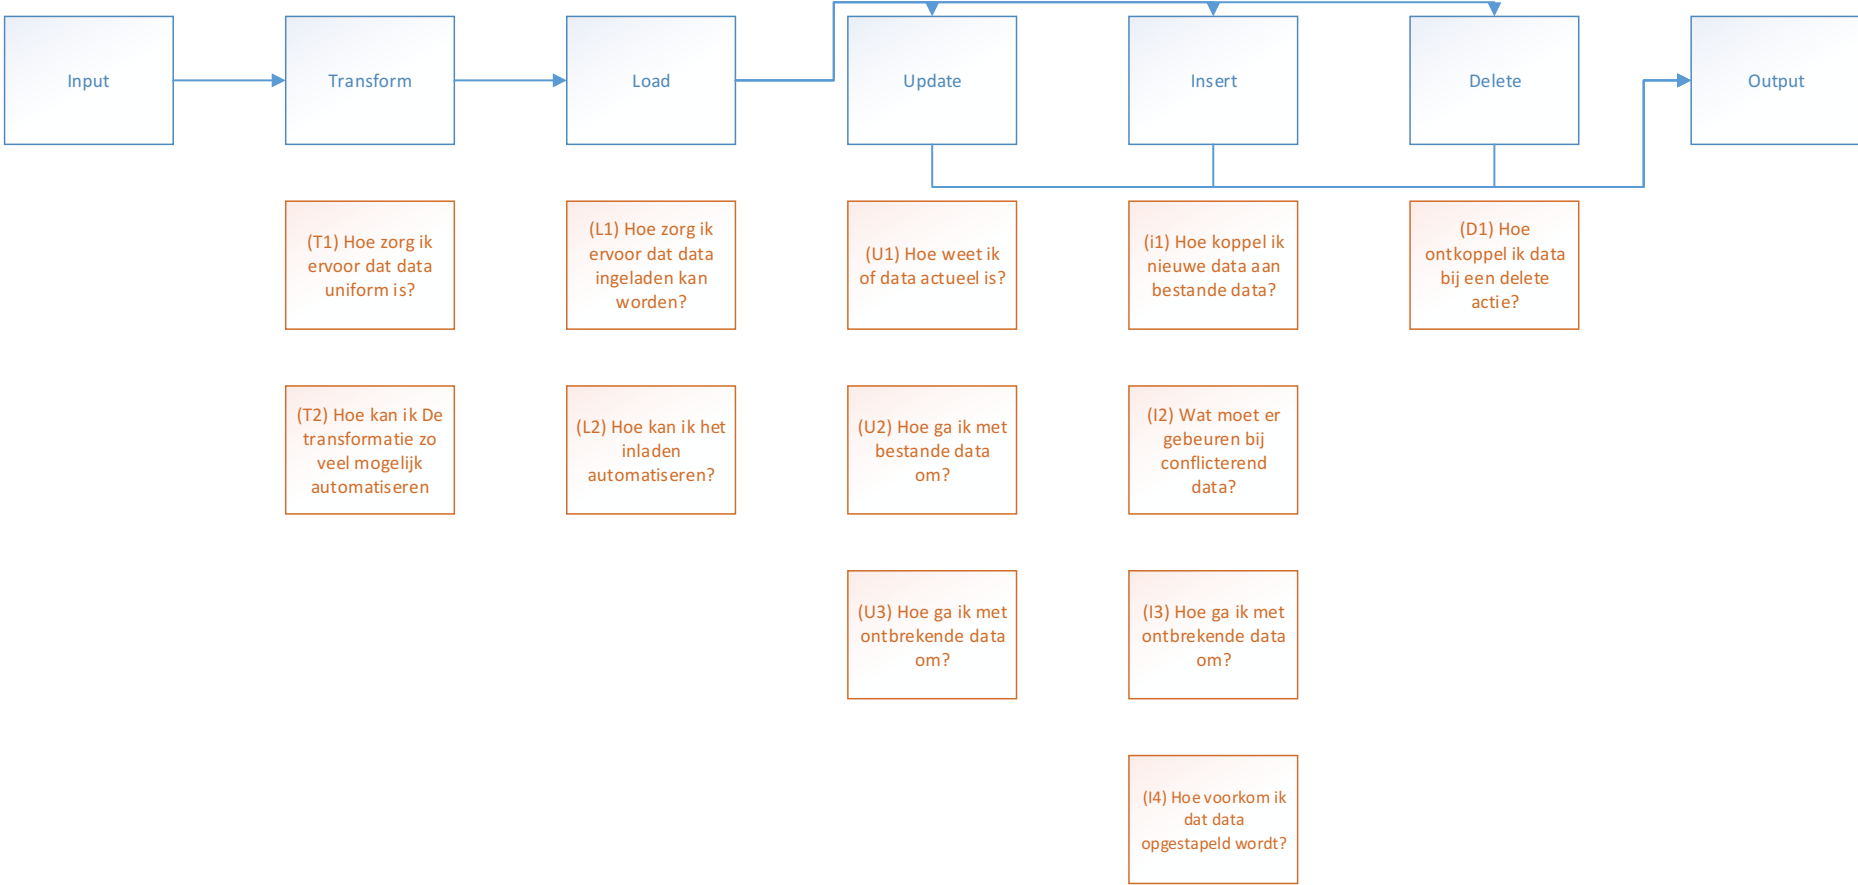 Input
Transform
Load
Update
Insert
Delete
Output
(T1) Hoe zorg ik
ervoor dat data
uniform is?
(L1) Hoe zorg ik
ervoor dat data
ingeladen kan
worden?
(U1) Hoe weet ik
of data actueel is?
(i1) Hoe koppel ik
nieuwe data aan
bestande data?
(D1) Hoe
ontkoppel ik data
bij een delete
actie?
(T2) Hoe kan ik De
transformatie zo
veel mogelijk
automatiseren
(L2) Hoe kan ik het
inladen
automatiseren?
(U2) Hoe ga ik met
bestande data
om?
(I2) Wat moet er
gebeuren bij
conflicterend
data?
(U3) Hoe ga ik met
ontbrekende data
om?
(I3) Hoe ga ik met
ontbrekende data
om?
(I4) Hoe voorkom ik
dat data
opgestapeld wordt?